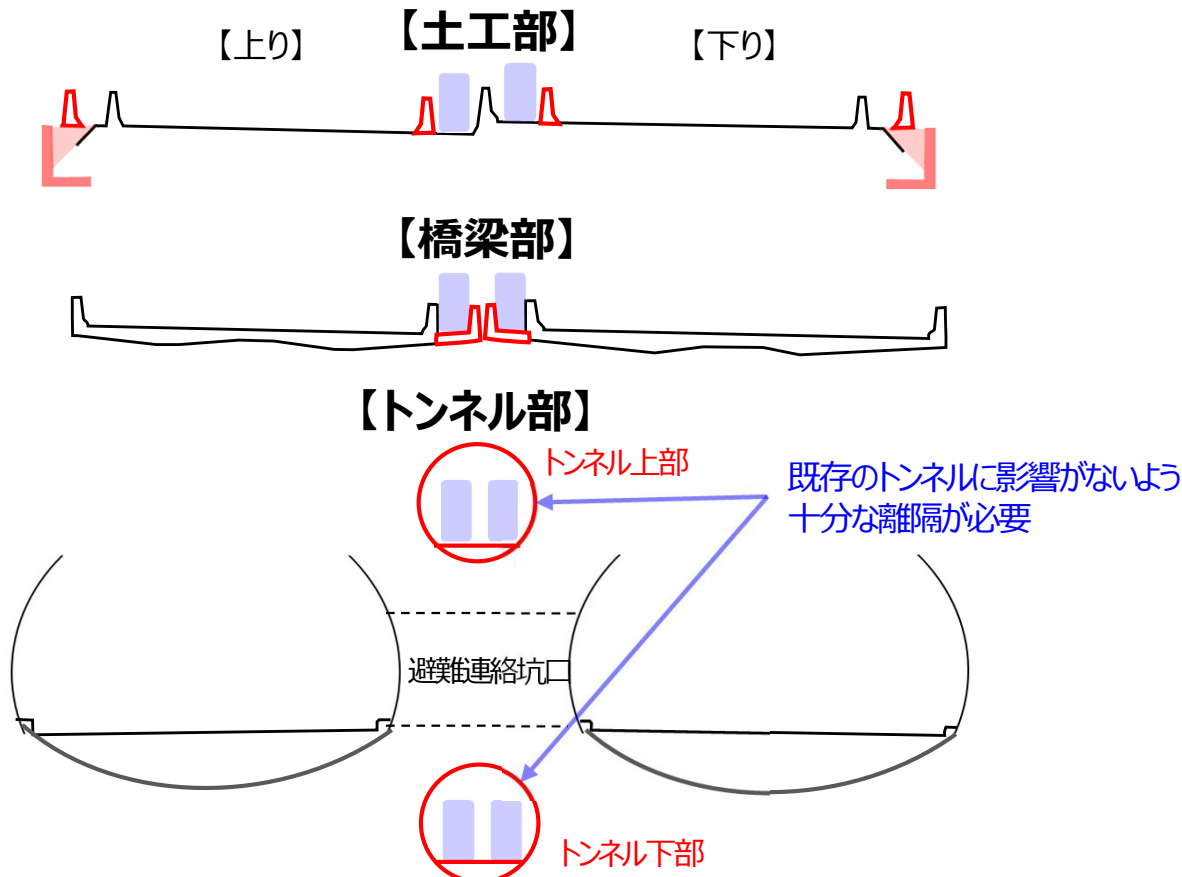 【土工部】
【上り】
【下り】
【橋梁部】
【トンネル部】
トンネル上部
既存のトンネルに影響がないよう
十分な離隔が必要
避難連絡坑口
トンネル下部